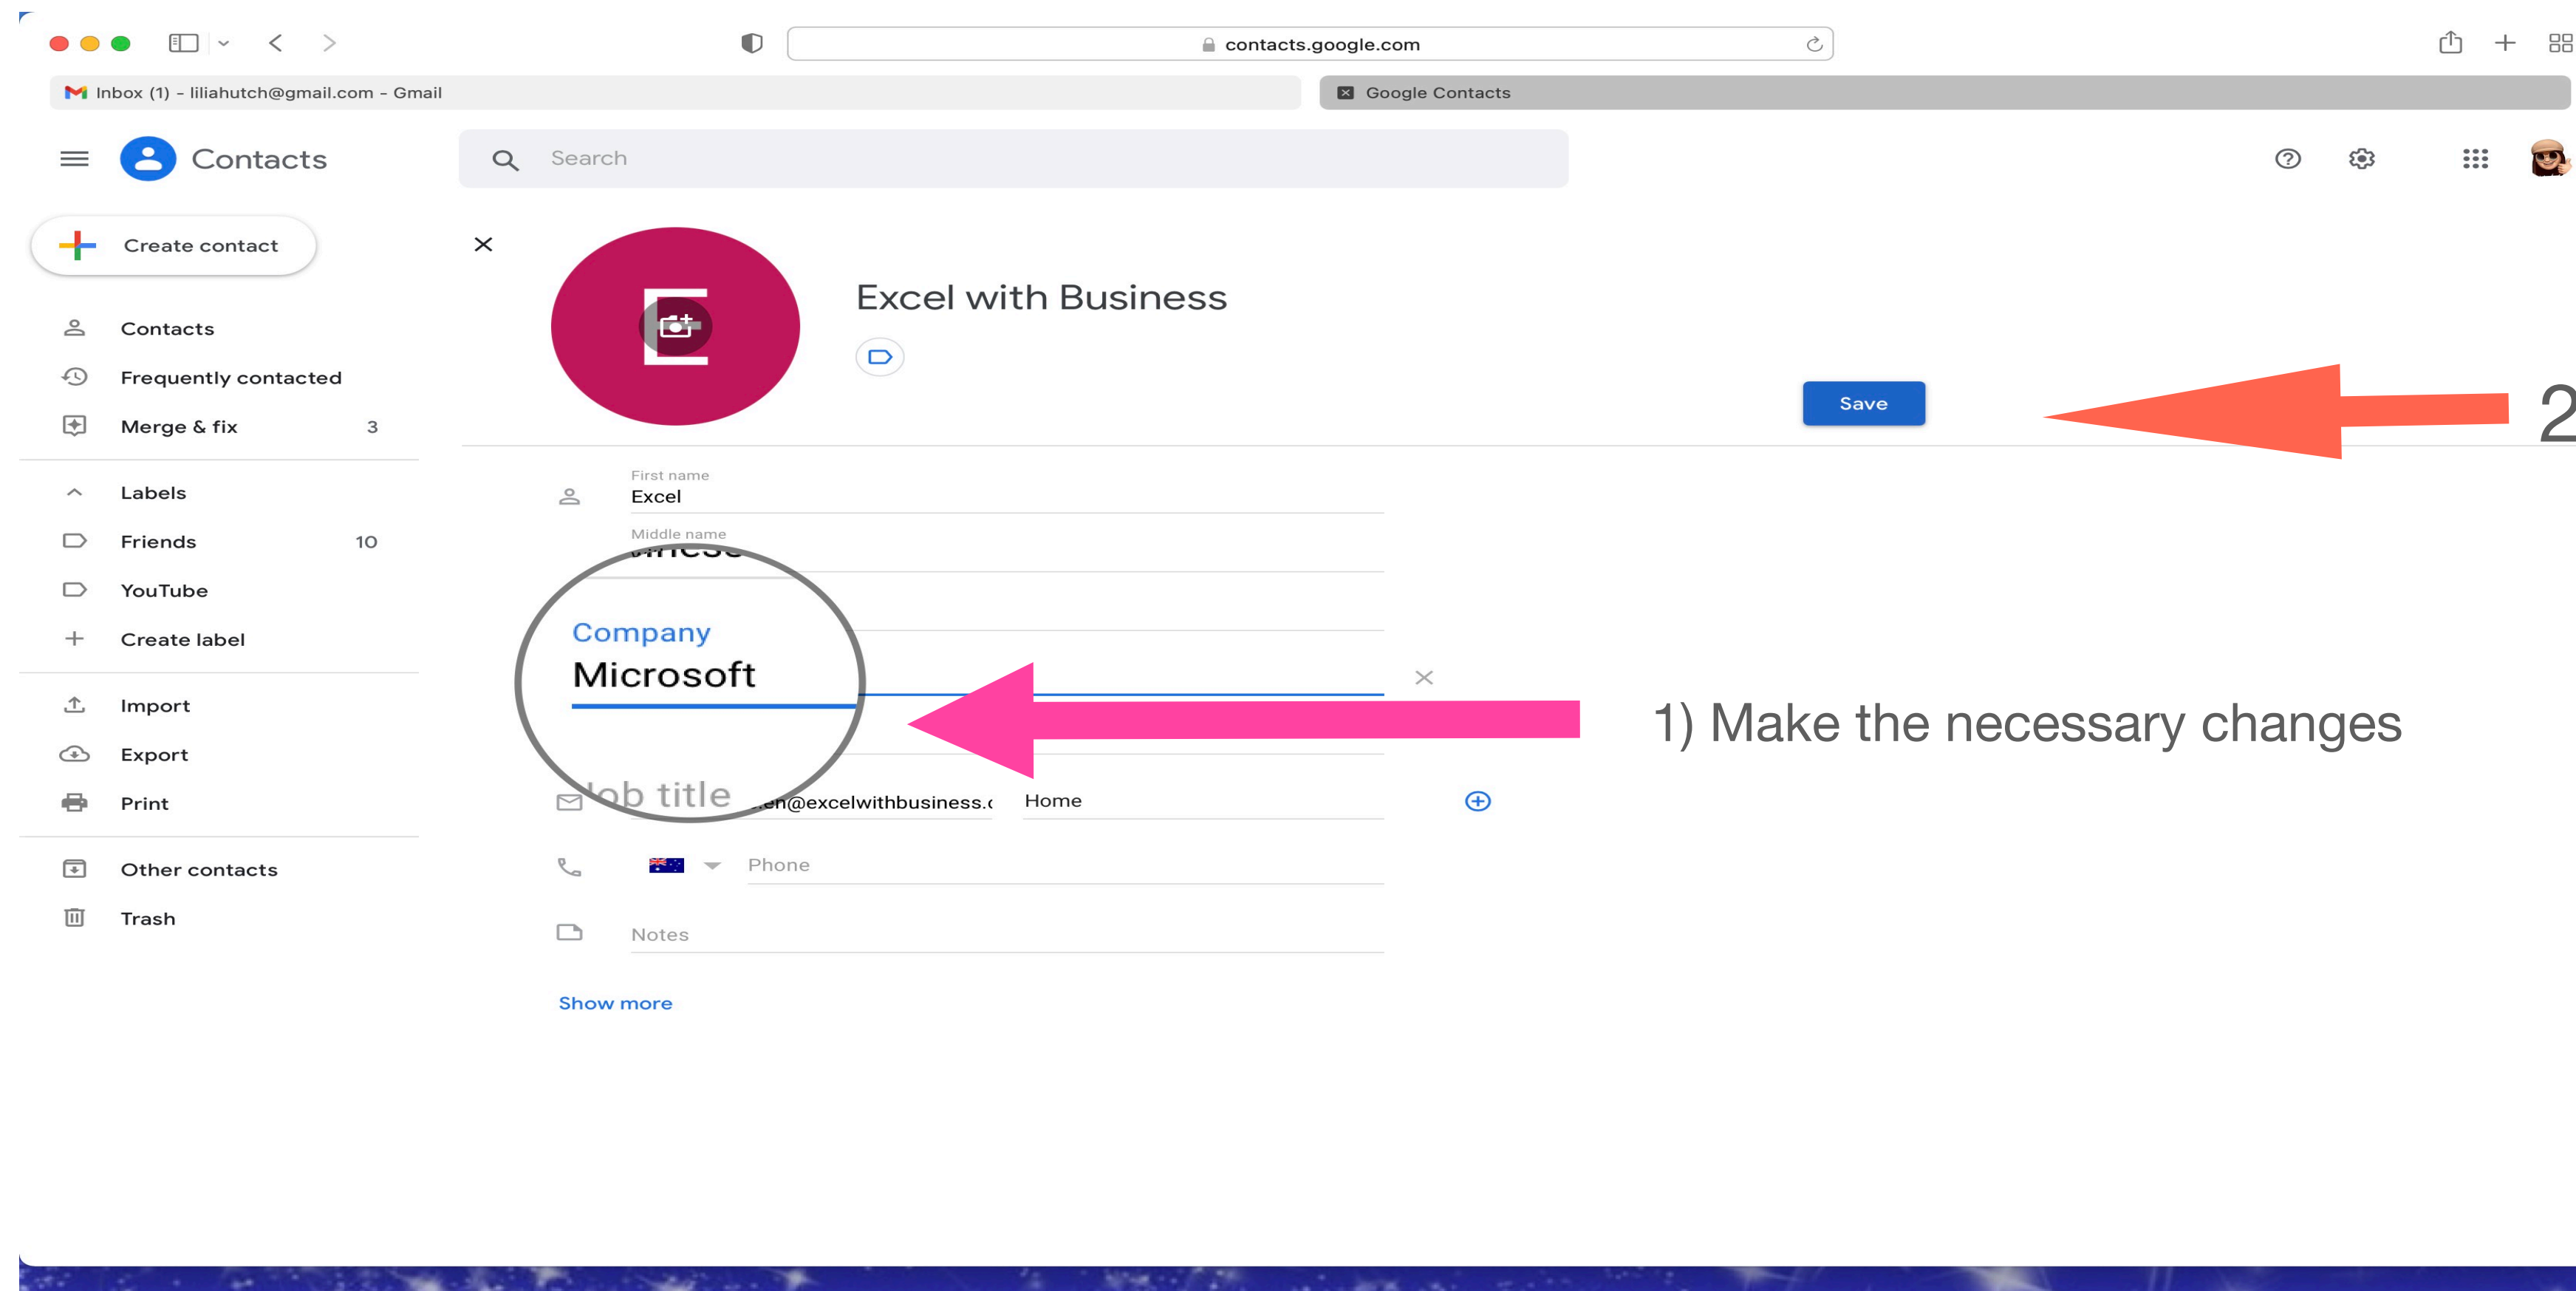 contacts.google.com
Inbox (1) - liliahutch@gmail.com - Gmail
Google Contacts
Contacts
Search
Create contact
E
Excel with Business
Contacts
Frequently contacted
Merge & fix 3
Save
2
Labels
Friends 10
YouTube
Create label
Import
Export
Print
Other contacts
Trash
First name
Excel
Middle name
Company
Microsoft
1) Make the necessary changes
Job title
en@excelwithbusiness.c Home
Phone
Notes
Show more